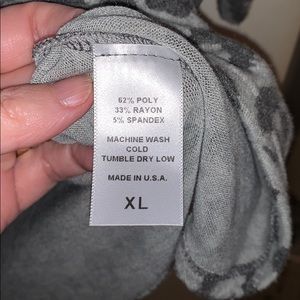 62% POLY
33% RAYON
5% SPANDEX
MACHINE WASH
COLD
TUMBLE DRY LOW
MADE IN U.S.A.
XL